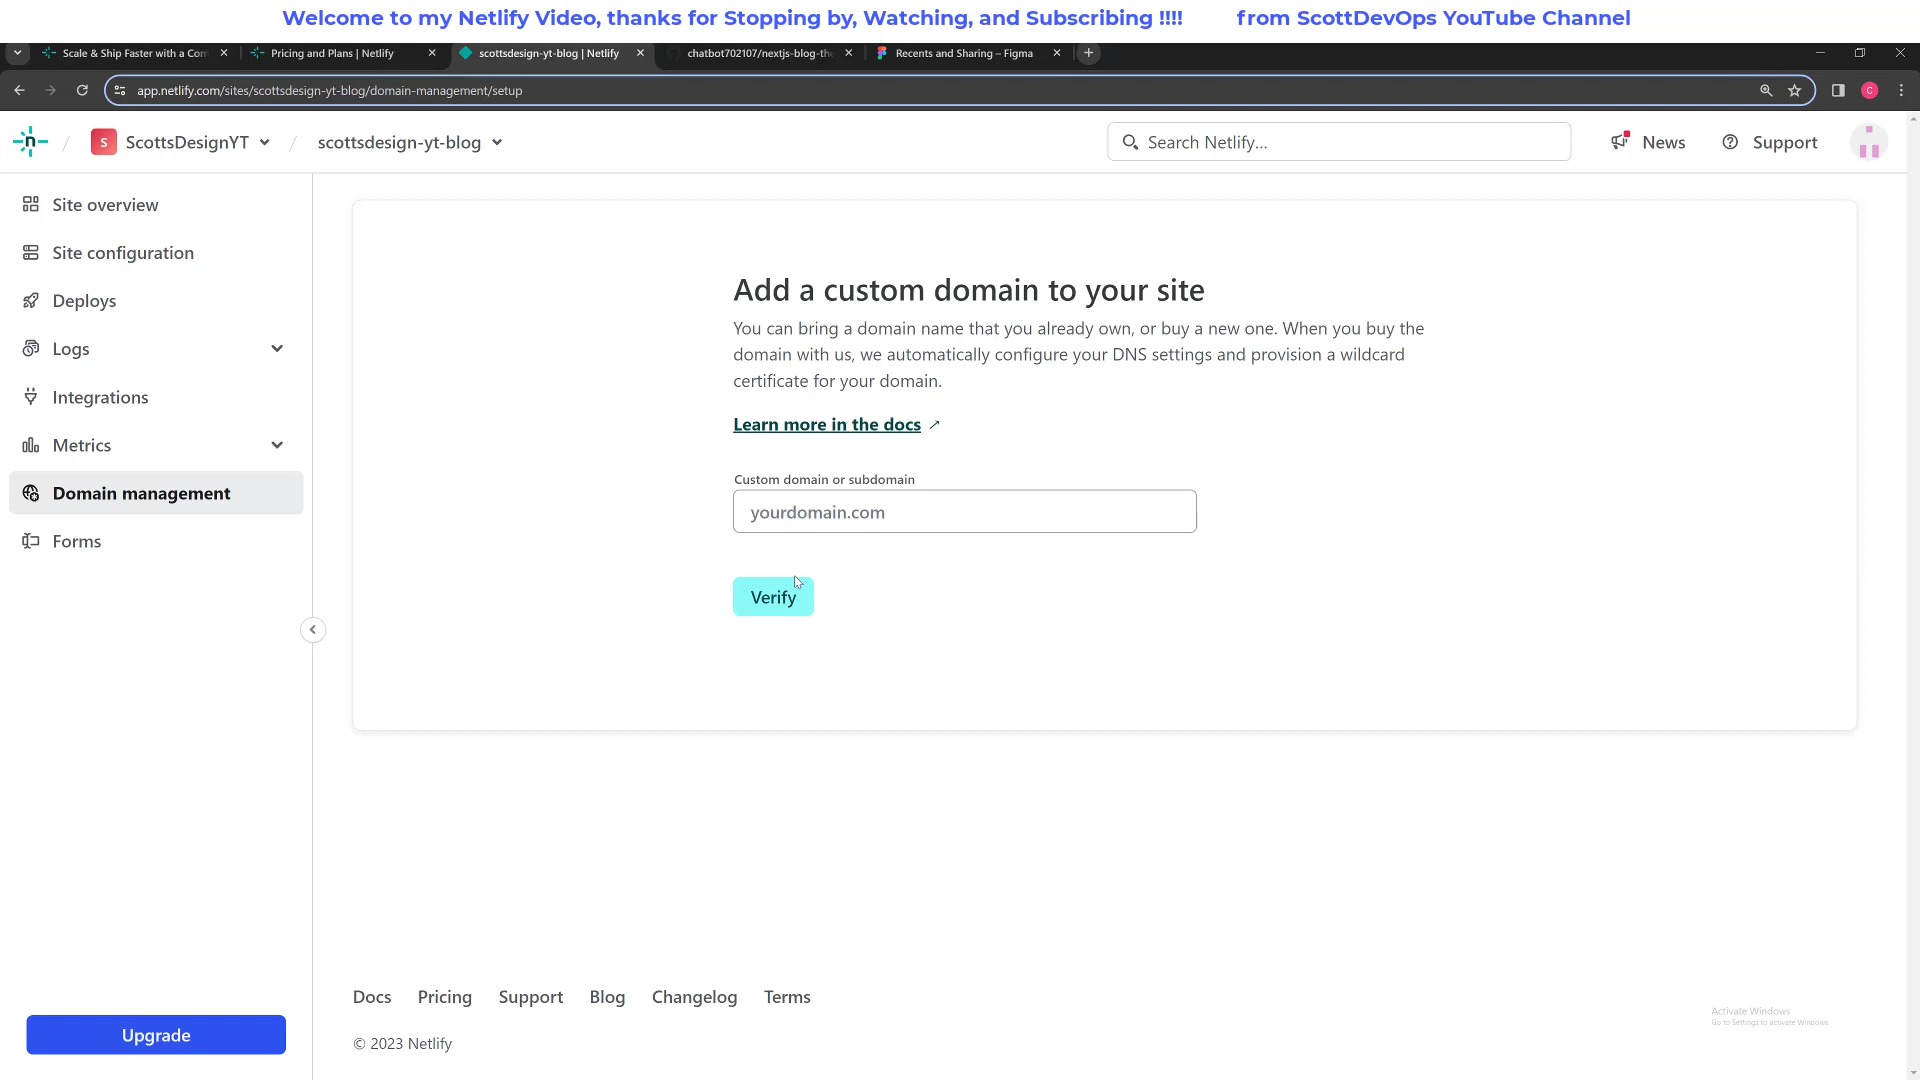 Welcome to my Netlify Video, thanks for Stopping by, Watching, and Subscribing !!!! from ScottDevOps YouTube Channel
Scale & Ship Faster with a Com
Pricing and Plans | Netlify
scottsdesign-yt-blog | Netlify
chatbot702107/nextjs-blog-the
Recents and Sharing – Figma
app.netlify.com/sites/scottsdesign-yt-blog/domain-management/setup
C
n / S ScottsDesignYT / scottsdesign-yt-blog
Search Netlify...
News
Support
Site overview
Site configuration
Deploys
Logs
Integrations
Metrics
Domain management
Forms
Upgrade
Add a custom domain to your site
You can bring a domain name that you already own, or buy a new one. When you buy the
domain with us, we automatically configure your DNS settings and provision a wildcard
certificate for your domain.
Learn more in the docs
Custom domain or subdomain
yourdomain.com
Verify
Docs Pricing Support Blog Changelog Terms
© 2023 Netlify
Activate Windows
Go to Settings to activate Windows.